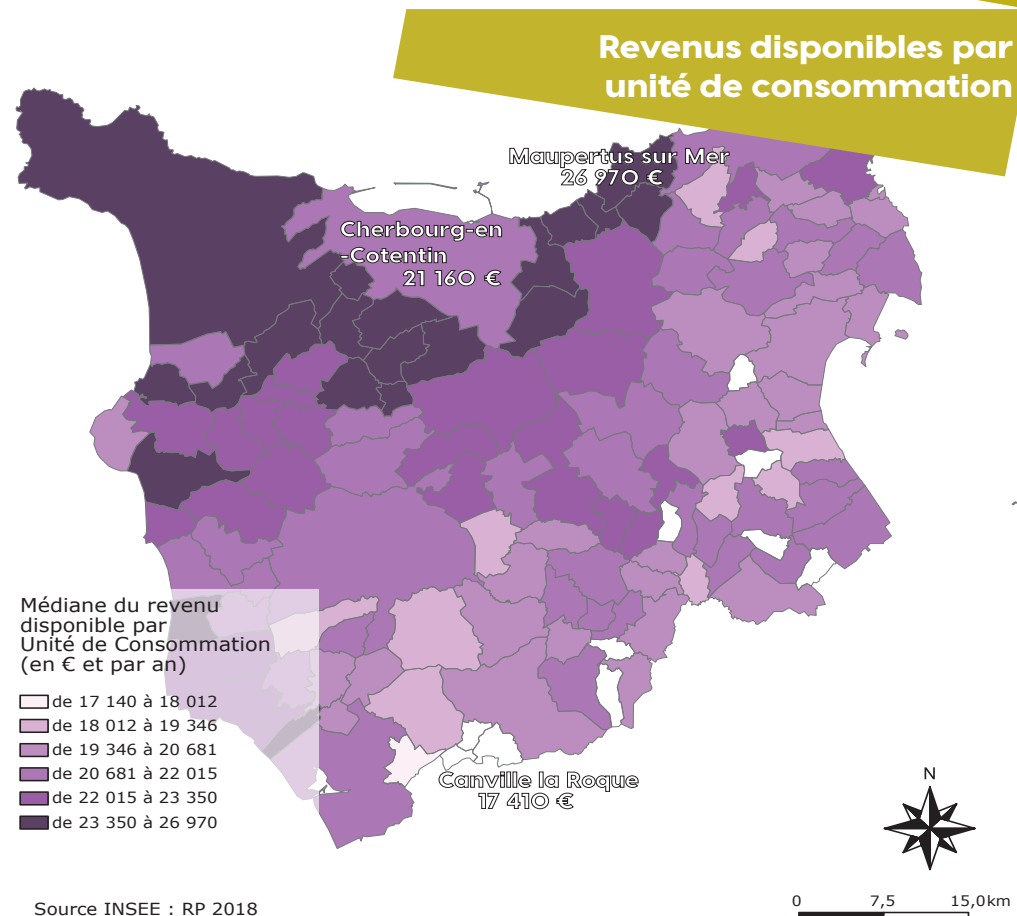 Revenus disponibles par
unité de consommation
Maupertus sur Mer
26 970 €
Cherbourg-en
-Cotentin
21 160 €
Médiane du revenu
disponible par
Unité de Consommation
(en € et par an)
de 17 140 à 18 012
de 18 012 à 19 346
de 19 346 à 20 681
de 20 681 à 22 015
de 22 015 à 23 350
de 23 350 à 26 970
Canville la Roque
17 410 €
N
Source INSEE : RP 2018
0 7,5 15,0 km